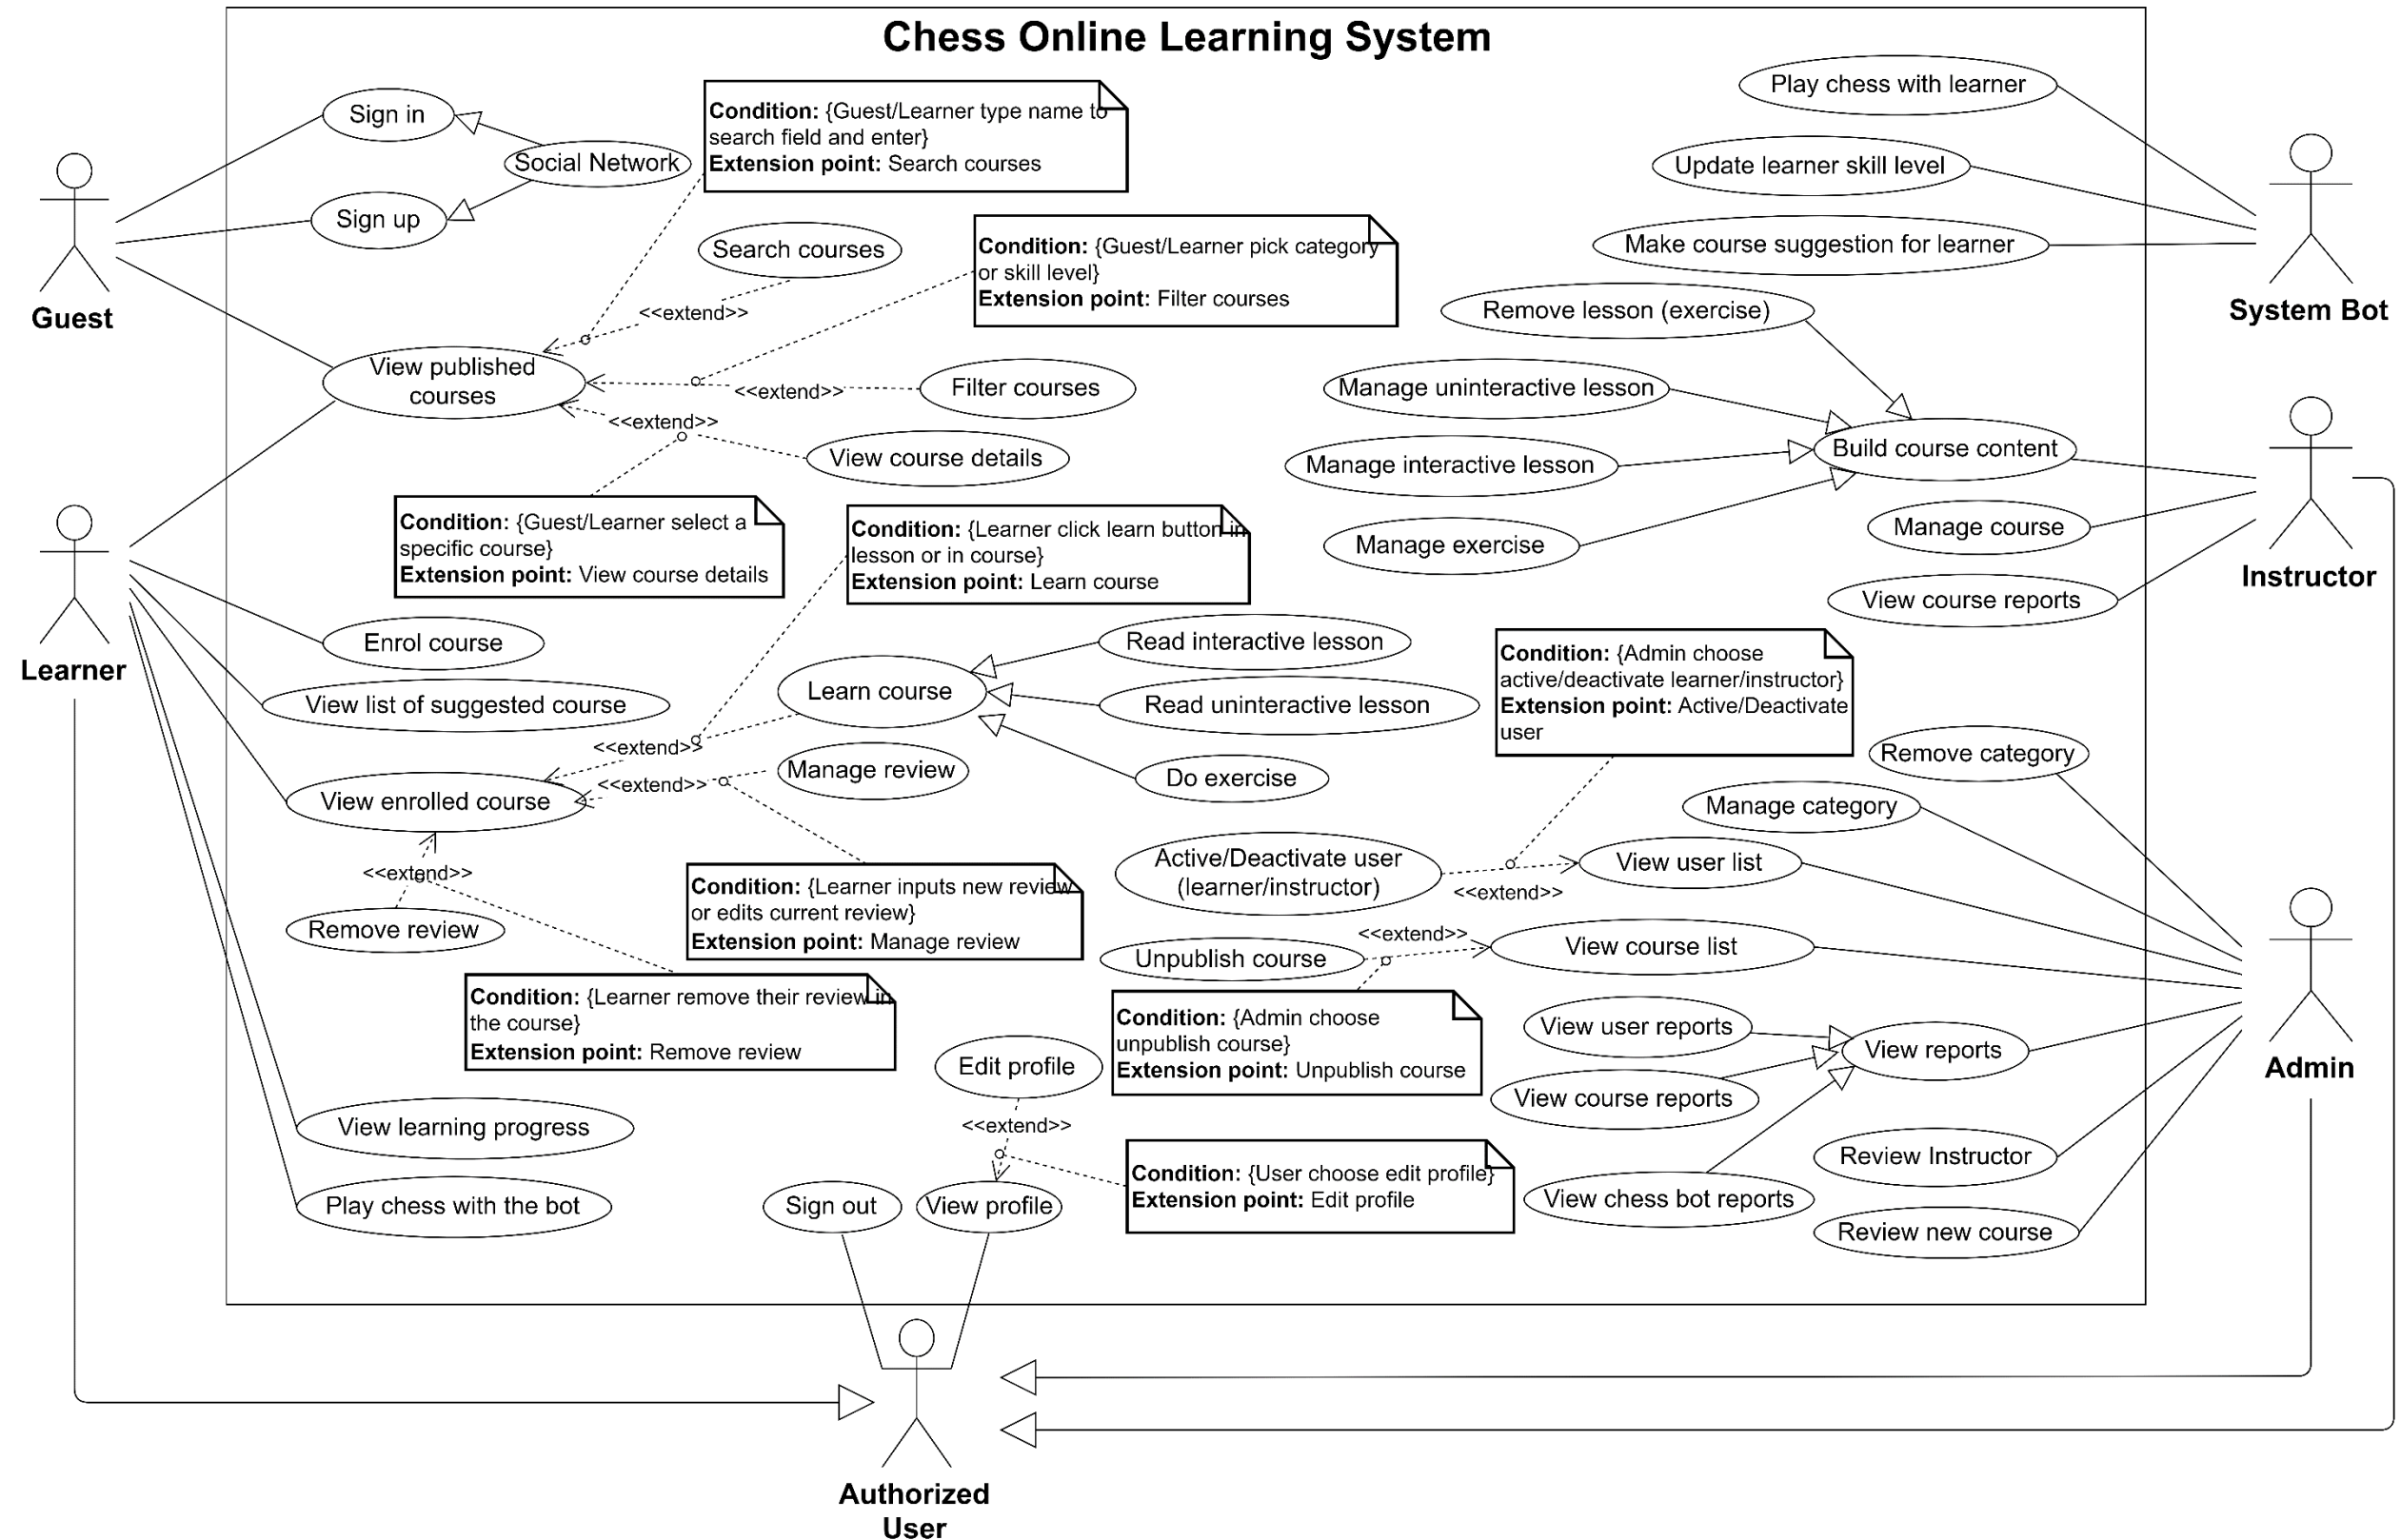 Chess Online Learning System
Sign in
Social Network
Sign up
Guest
Condition: {Guest/Learner type name to
search field and enter}
Extension point: Search courses
Search courses
<<extend>>
Condition: {Guest/Learner pick category
or skill level}
Extension point: Filter courses
View published
courses
<<extend>>
Filter courses
<<extend>>
View course details
Condition: {Guest/Learner select a
specific course}
Extension point: View course details
Play chess with learner
Update learner skill level
Make course suggestion for learner
System Bot
Remove lesson (exercise)
Manage uninteractive lesson
Manage interactive lesson
Manage exercise
Build course content
Manage course
View course reports
Instructor
Learner
Enrol course
View list of suggested course
View enrolled course
Condition: {Learner click learn button in
lesson or in course}
Extension point: Learn course
Learn course
Read interactive lesson
Read uninteractive lesson
Do exercise
<<extend>>
<<extend>>
Manage review
<<extend>>
Remove review
Condition: {Learner inputs new review
or edits current review}
Extension point: Manage review
Condition: {Learner remove their review in
the course}
Extension point: Remove review
View learning progress
Play chess with the bot
Condition: {Admin choose
active/deactivate learner/instructor}
Extension point: Active/Deactivate
user
Remove category
Manage category
Active/Deactivate user
(learner/instructor)
<<extend>>
View user list
Unpublish course
<<extend>>
View course list
Condition: {Admin choose
unpublish course}
Extension point: Unpublish course
View user reports
View course reports
View chess bot reports
View reports
Review Instructor
Review new course
Admin
Edit profile
<<extend>>
Condition: {User choose edit profile}
Extension point: Edit profile
Sign out
View profile
Authorized
User